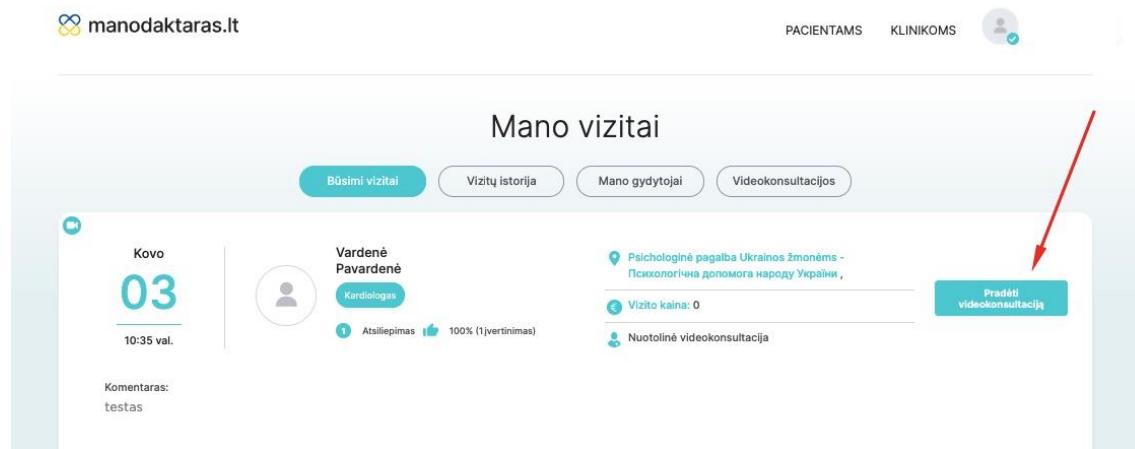 manodaktaras.lt
PACIENTAMS
KLINIKOMS
Mano vizitai
Būsimi vizitai
Vizitų istorija
Mano gydytojai
Videokonsultacijos
Kovo
03
10:35 val.
Vardenė
Pavardenė
Kardiologas
1 Atsiliepimas 100% (1 įvertinimas)
Psichologinė pagalba Ukrainos žmonėms -
Психологічна допомога народу України ,
€ Vizito kaina: 0
Nuotolinė videokonsultacija
Pradėti
videokonsultaciją
Komentaras:
testas